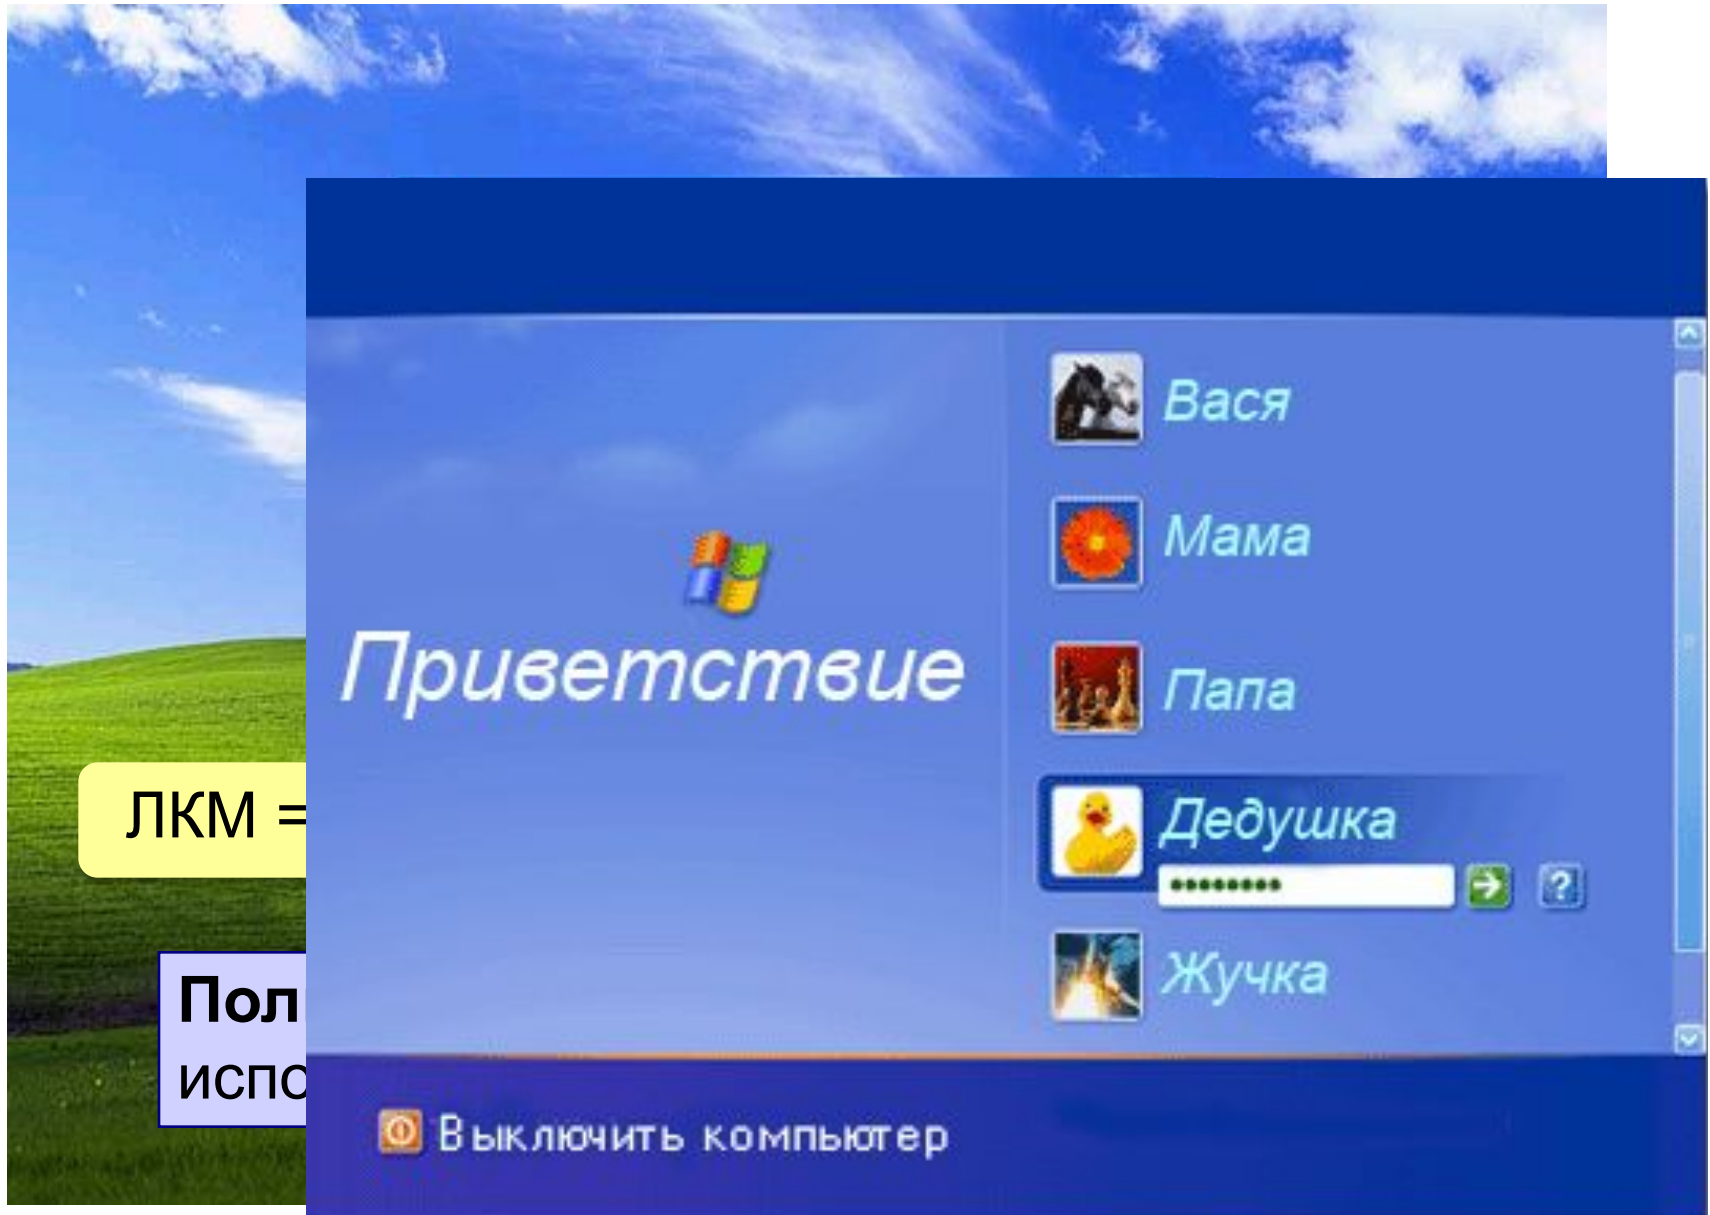 Вася
Мама
Приветствие
Папа
ЛКМ =
Дедушка
Жучка
Пол
испо
Выключить компьютер